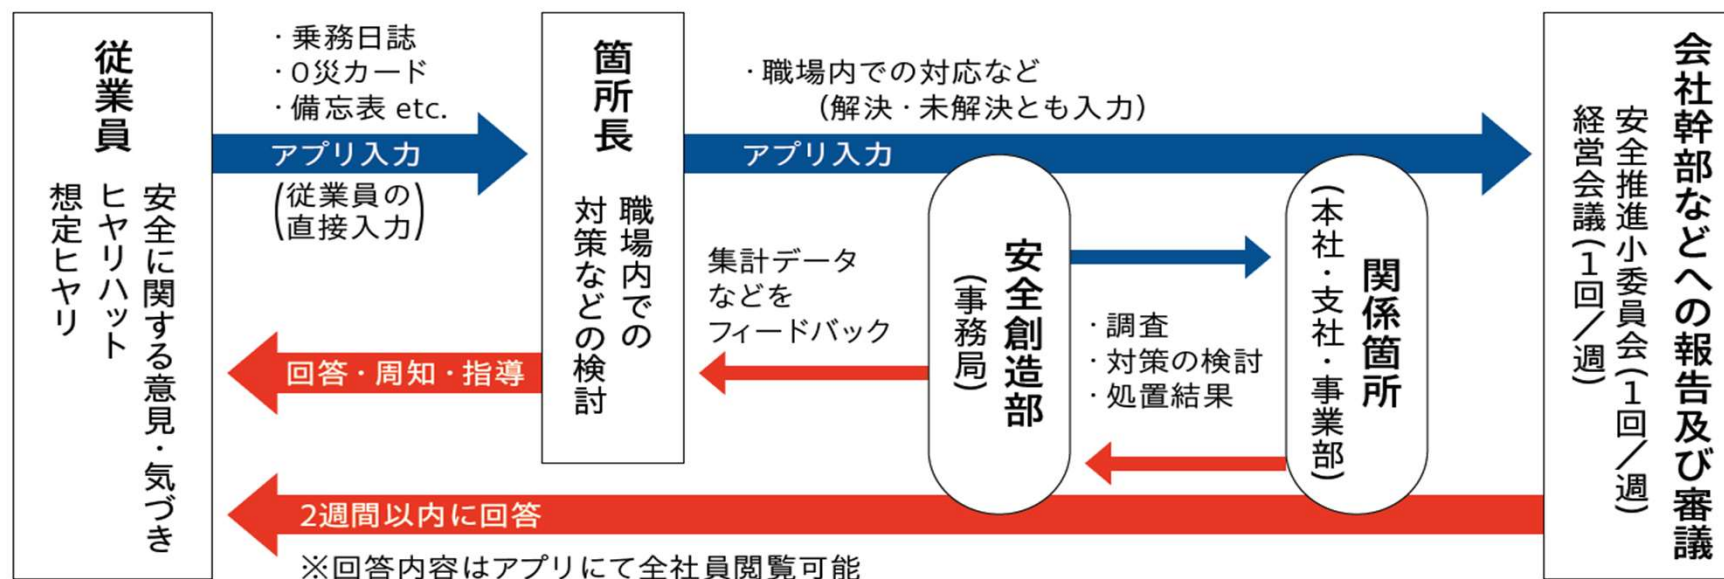 従業員
安全に関する意見・気づき
ヒヤリハット
想定ヒヤリ
・乗務日誌
・0災カード
・備忘表 etc.
アプリ入力
(従業員の
直接入力)
箇所長
職場内での
対策などの検討
・職場内での対応など
(解決・未解決とも入力)
アプリ入力
集計データ
などを
フィードバック
回答・周知・指導
安全創造部
(事務局)
・調査
・対策の検討
・処置結果
関係箇所
(本社・支社・事業部)
会社幹部などへの報告及び審議
安全推進小委員会(1回/週)
経営会議(1回/週)
2週間以内に回答
※回答内容はアプリにて全社員閲覧可能